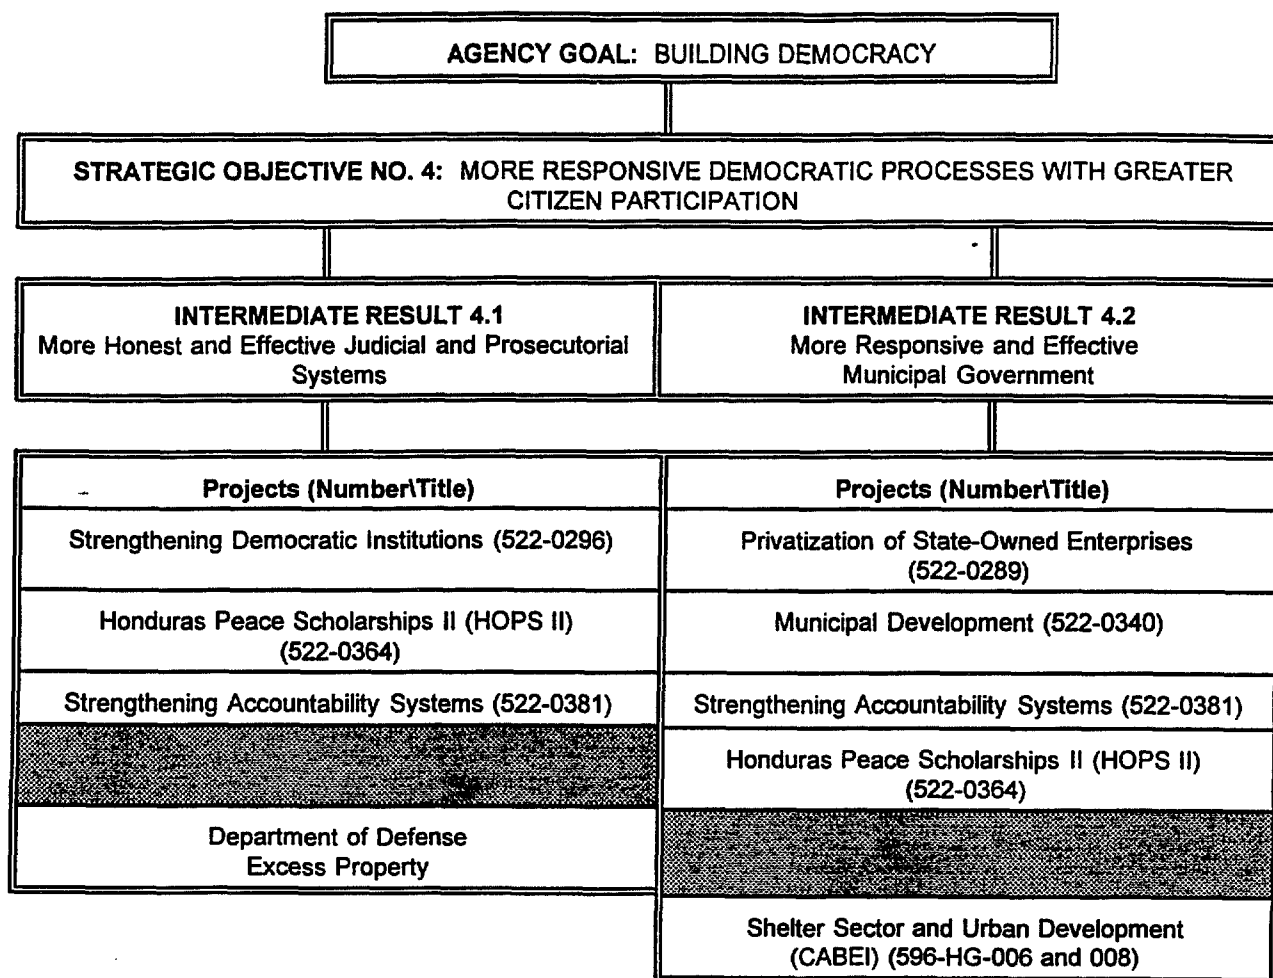 AGENCY GOAL: BUILDING DEMOCRACY
STRATEGIC OBJECTIVE NO. 4: MORE RESPONSIVE DEMOCRATIC PROCESSES WITH GREATER
CITIZEN PARTICIPATION
INTERMEDIATE RESULT 4.1
More Honest and Effective Judicial and Prosecutorial
Systems
INTERMEDIATE RESULT 4.2
More Responsive and Effective
Municipal Government
Projects (Number\Title)
Strengthening Democratic Institutions (522-0296)
Honduras Peace Scholarships II (HOPS II)
(522-0364)
Strengthening Accountability Systems (522-0381)
Department of Defense
Excess Property
Projects (Number\Title)
Privatization of State-Owned Enterprises
(522-0289)
Municipal Development (522-0340)
Strengthening Accountability Systems (522-0381)
Honduras Peace Scholarships II (HOPS II)
(522-0364)
Shelter Sector and Urban Development
(CABEI) (596-HG-006 and 008)